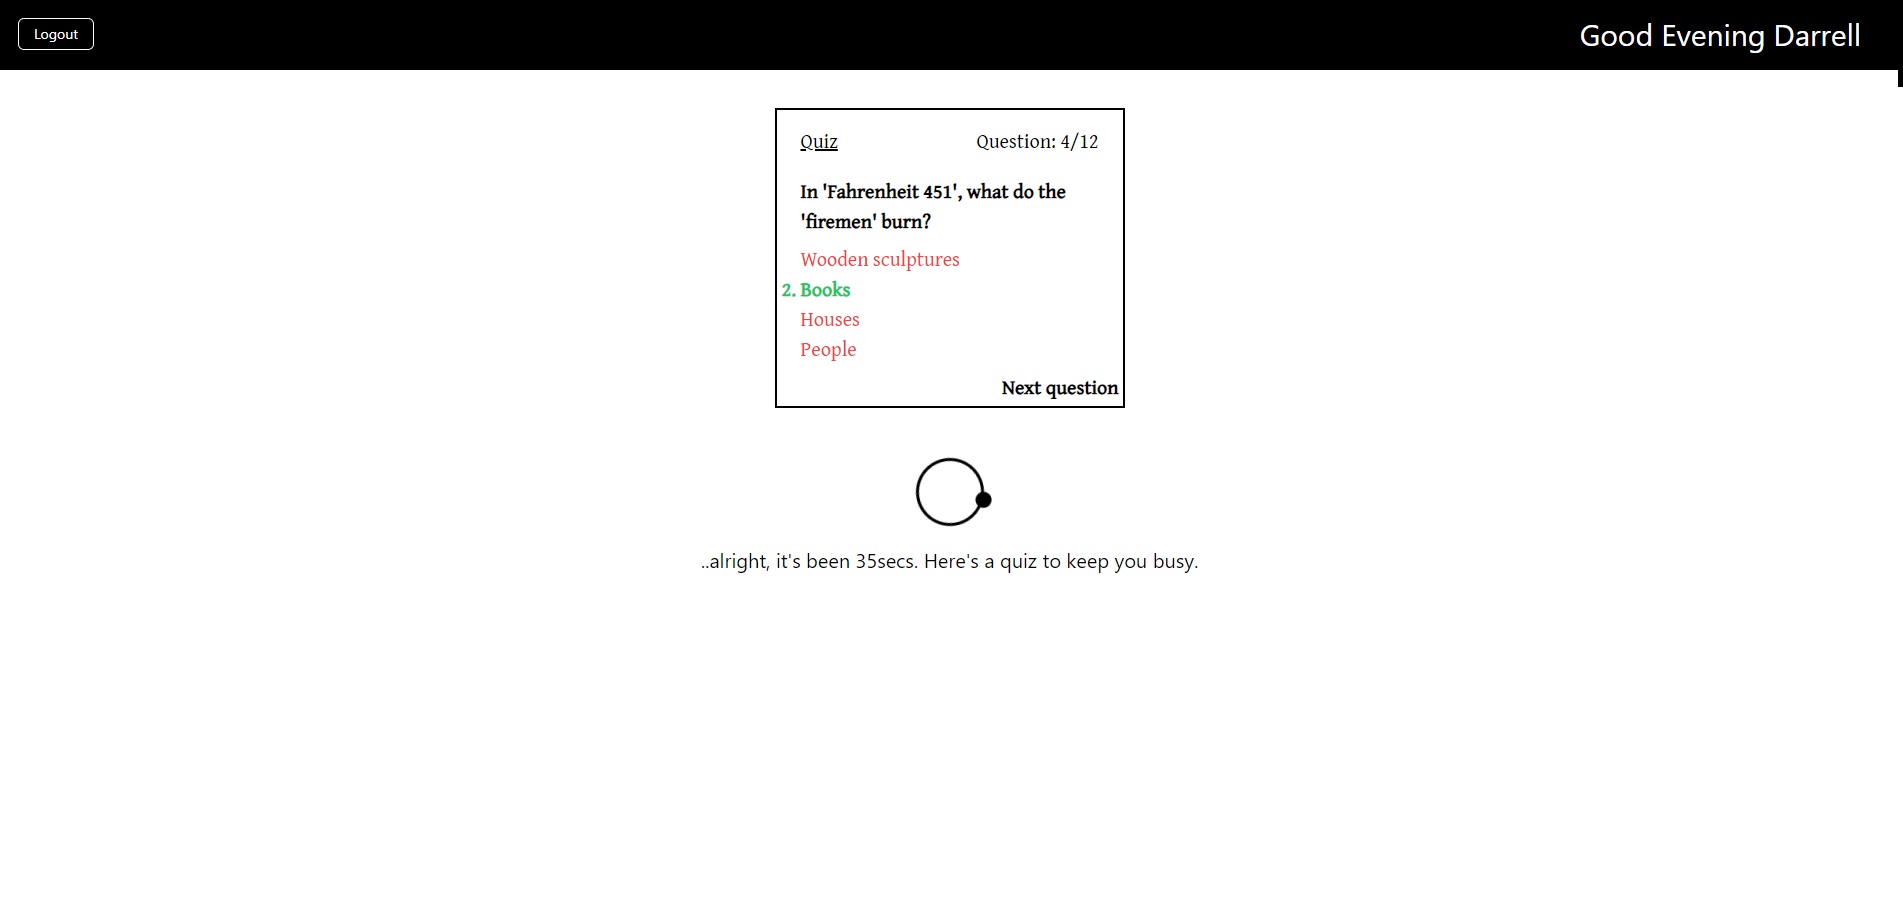 Logout
Good Evening Darrell
Quiz
Question: 4/12
In 'Fahrenheit 451', what do the
'firemen' burn?
Wooden sculptures
2. Books
Houses
People
Next question
..alright, it's been 35secs. Here's a quiz to keep you busy.